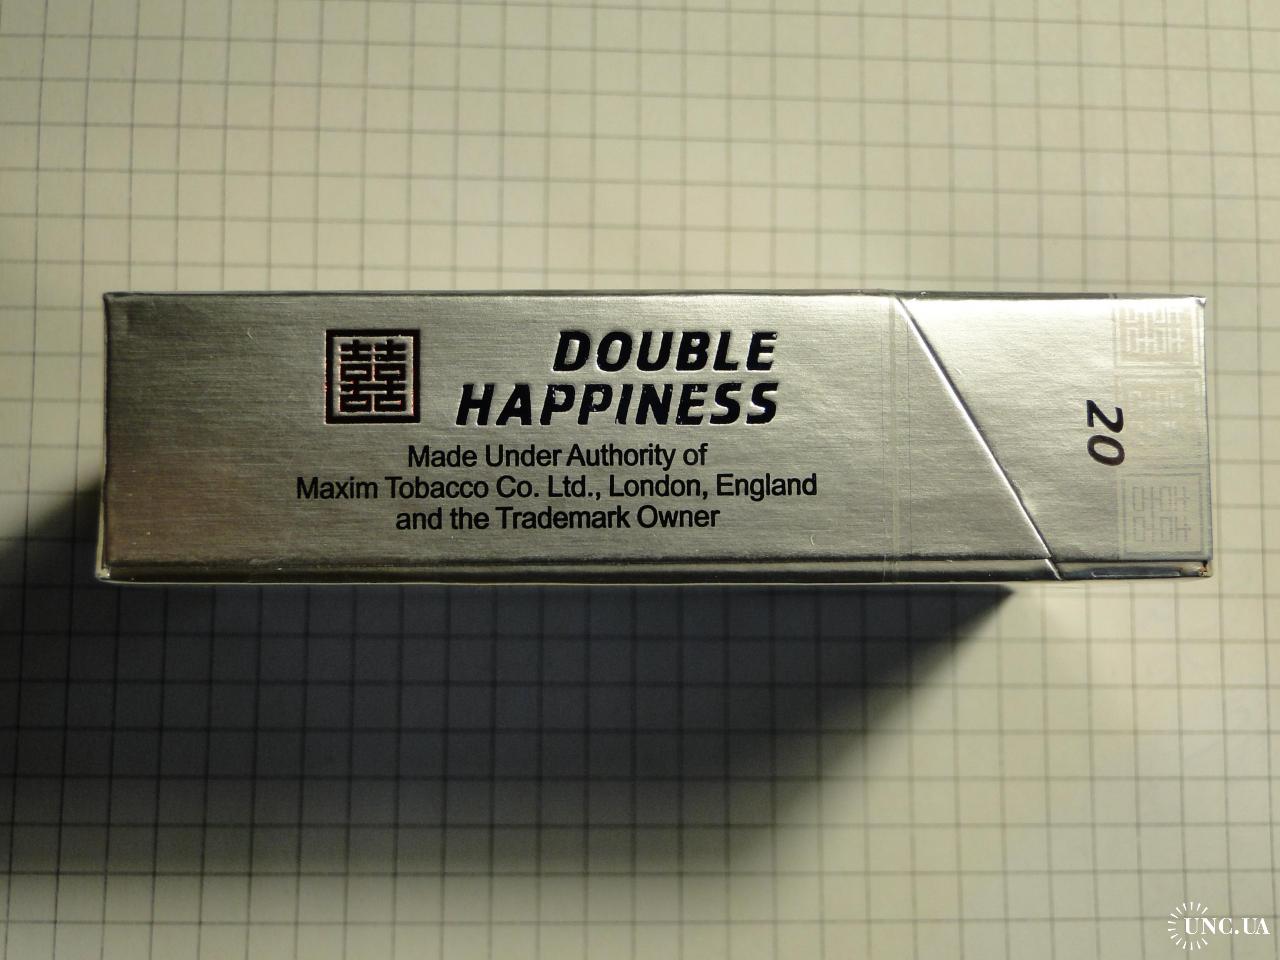 囍
DOUBLE
HAPPINESS
Made Under Authority of
Maxim Tobacco Co. Ltd., London, England
and the Trademark Owner
20
UNC.UA